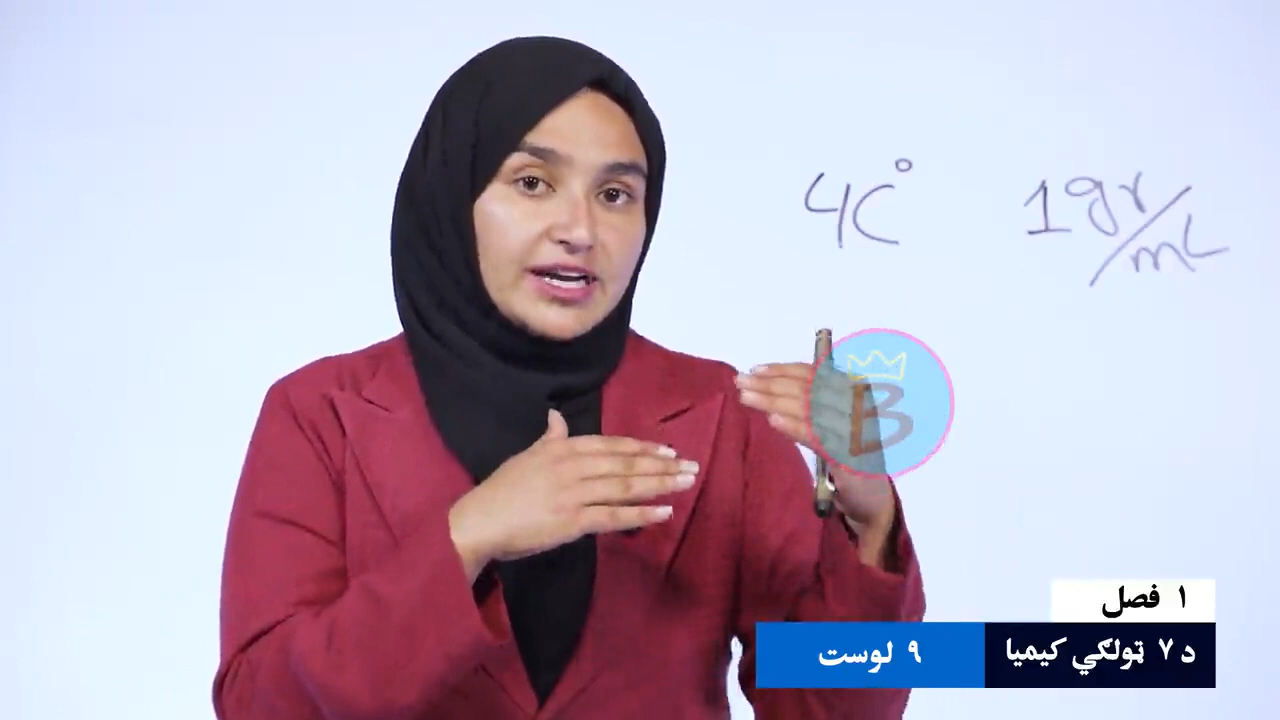 4C° 1gr/mL
B
۱ فصل
د ۷ ټولګي کیمیا ۹ لوست